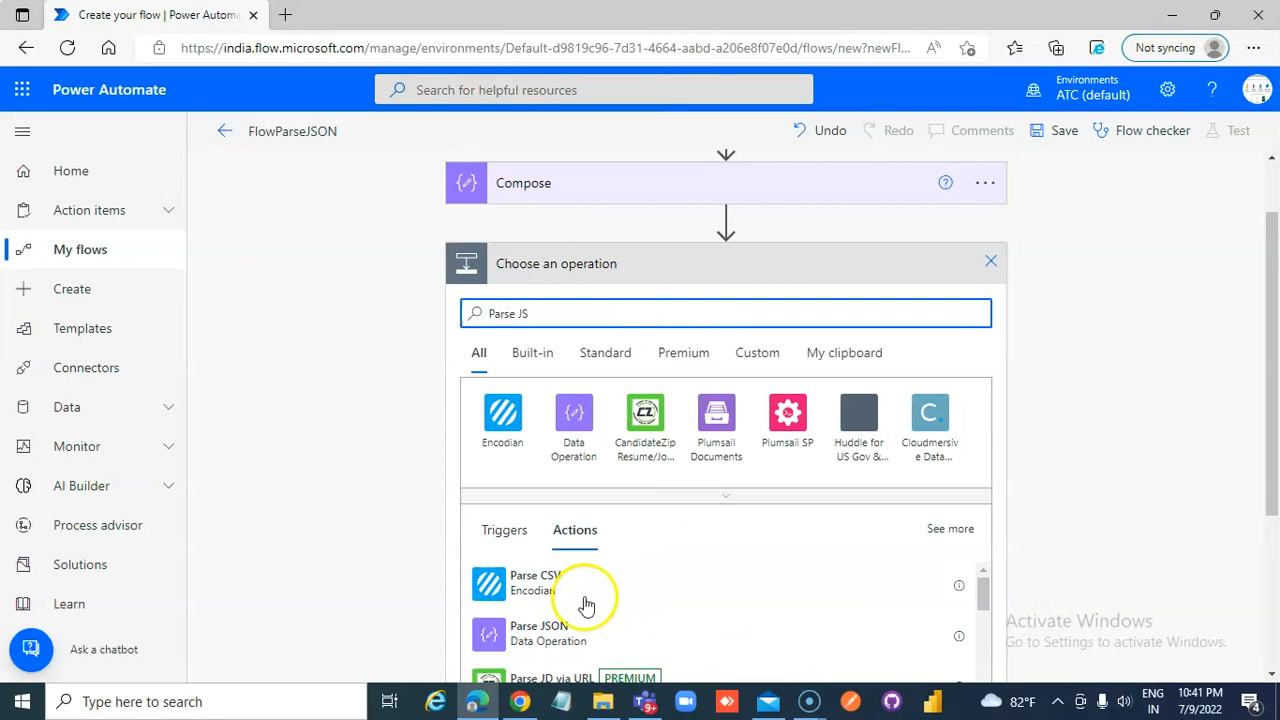 Create your flow | Power Automa
https://india.flow.microsoft.com/manage/environments/Default-d9819c96-7d31-4664-aabd-a206e8f07e0d/flows/new?newFl...
Not syncing
Power Automate
Search for helpful resources
Environments
ATC (default)
FlowParseJSON
Undo
Redo
Comments
Save
Flow checker
Test
Home
Action items
My flows
Create
Templates
Connectors
Data
Monitor
AI Builder
Process advisor
Solutions
Learn
Ask a chatbot
Compose
Choose an operation
Parse JS
All
Built-in
Standard
Premium
Custom
My clipboard
Encodian
Data
Operation
CandidateZip
Resume/Jo...
Plumsail
Documents
Plumsail SP
Huddle for
US Gov &...
Cloudmersiv
e Data...
Triggers
Actions
See more
Parse CSV
Encodian
Parse JSON
Data Operation
Parse JD via URL
PREMIUM
Activate Windows
Go to Settings to activate Windows.
Type here to search
9+
82°F
ENG
IN
10:41 PM
7/9/2022
4